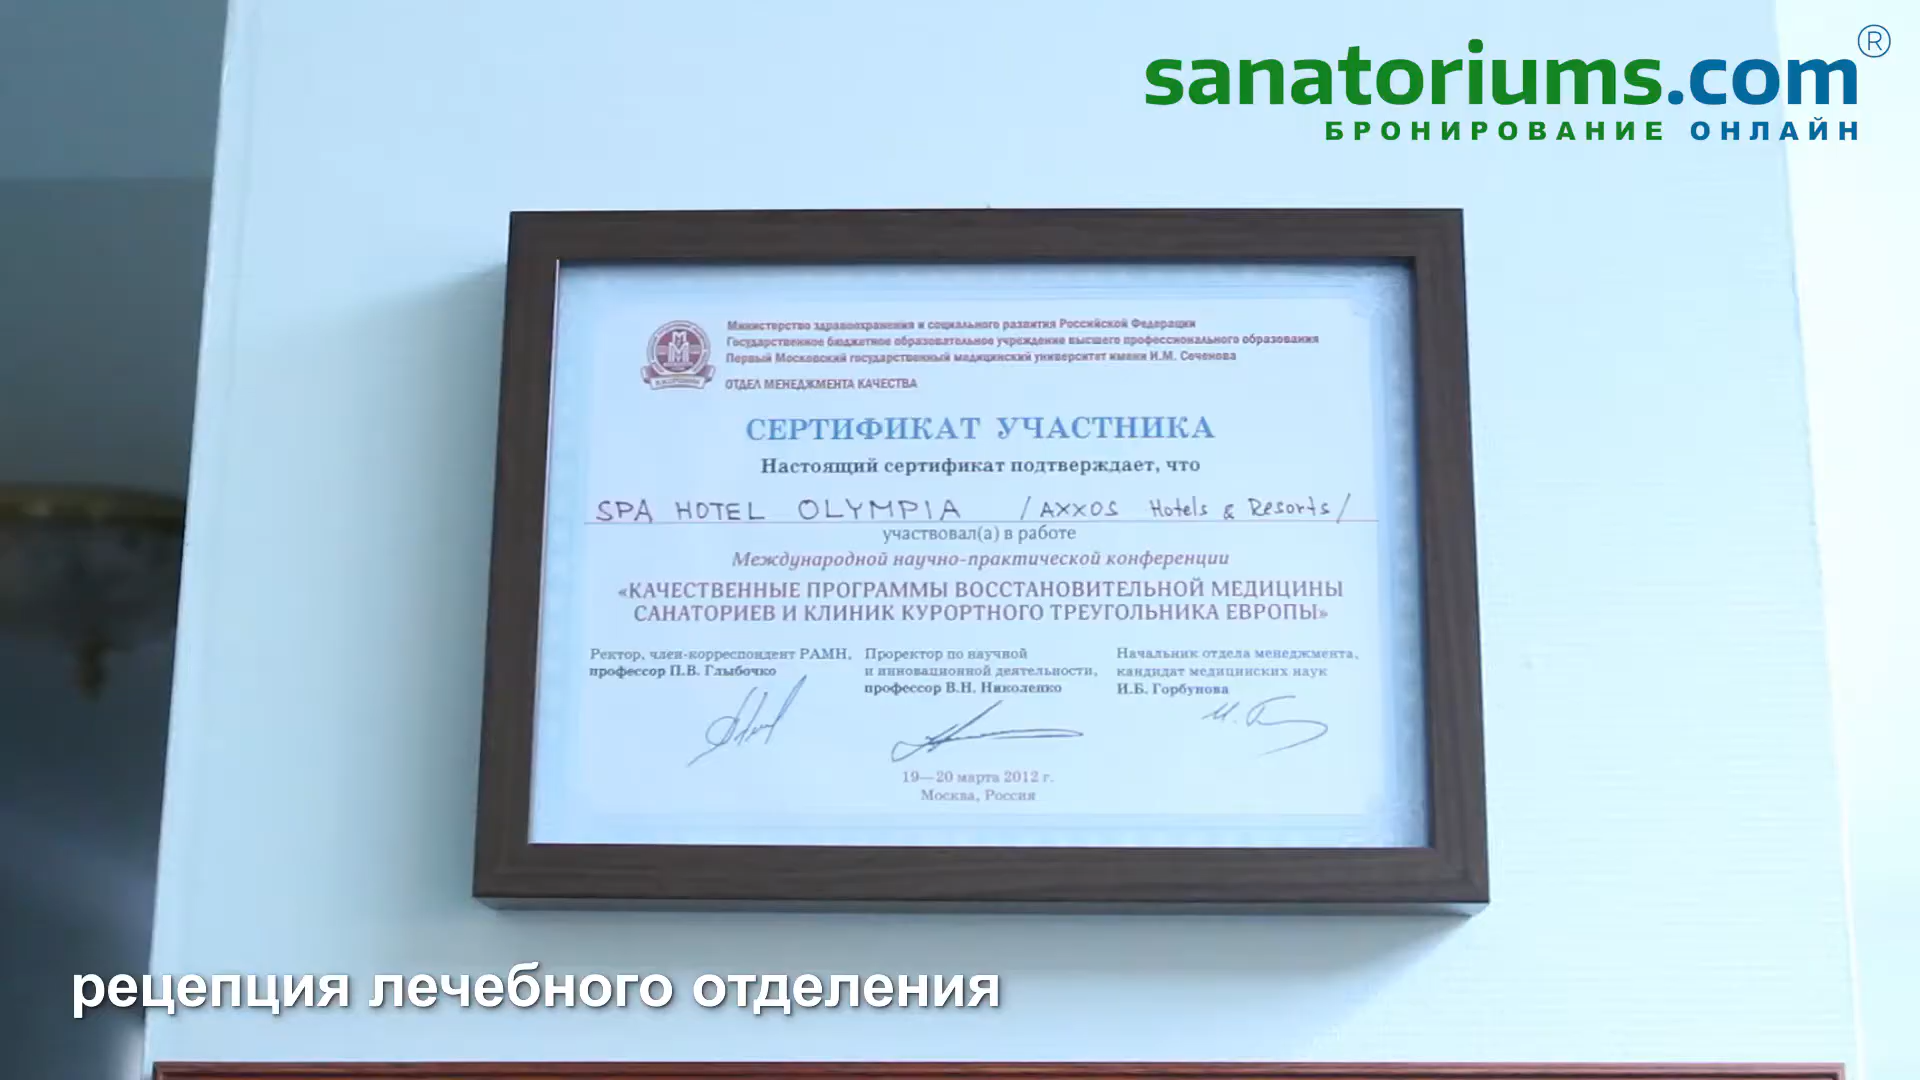 sanatoriums.com®
БРОНИРОВАНИЕ ОНЛАЙН
Министерство здравоохранения и социального развития Российской Федерации
Государственное бюджетное образовательное учреждение высшего профессионального образования
Первый Московский государственный медицинский университет имени И.М. Сеченова
ОТДЕЛ МЕНЕДЖМЕНТА КАЧЕСТВА
СЕРТИФИКАТ УЧАСТНИКА
Настоящий сертификат подтверждает, что
SPA HOTEL OLYMPIA /AXXOS Hotels & Resorts/
участвовал(а) в работе
Международной научно-практической конференции
«КАЧЕСТВЕННЫЕ ПРОГРАММЫ ВОССТАНОВИТЕЛЬНОЙ МЕДИЦИНЫ
САНАТОРИЕВ И КЛИНИК КУРОРТНОГО ТРЕУГОЛЬНИКА ЕВРОПЫ»
Ректор, член-корреспондент РАМН,
профессор П.В. Глыбочко
Проректор по научной
и инновационной деятельности,
профессор В.Н. Николенко
Начальник отдела менеджмента,
кандидат медицинских наук
И.Б. Горбунова
19—20 марта 2012 г.
Москва, Россия
рецепция лечебного отделения